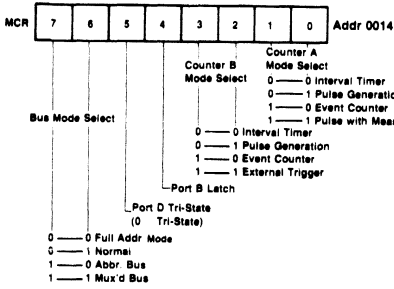 MCR 7 6 5 4 3 2 1 0 Addr 0014
Counter A
Mode Select
0 0 Interval Timer
0 1 Pulse Generation
1 0 Event Counter
1 1 Pulse with Meas
Counter B
Mode Select
0 0 Interval Timer
0 1 Pulse Generation
1 0 Event Counter
1 1 External Trigger
Bus Mode Select
Port B Latch
Port D Tri-State
(0 Tri-State)
0 0 Full Addr Mode
0 1 Normal
1 0 Abbr. Bus
1 1 Mux'd Bus